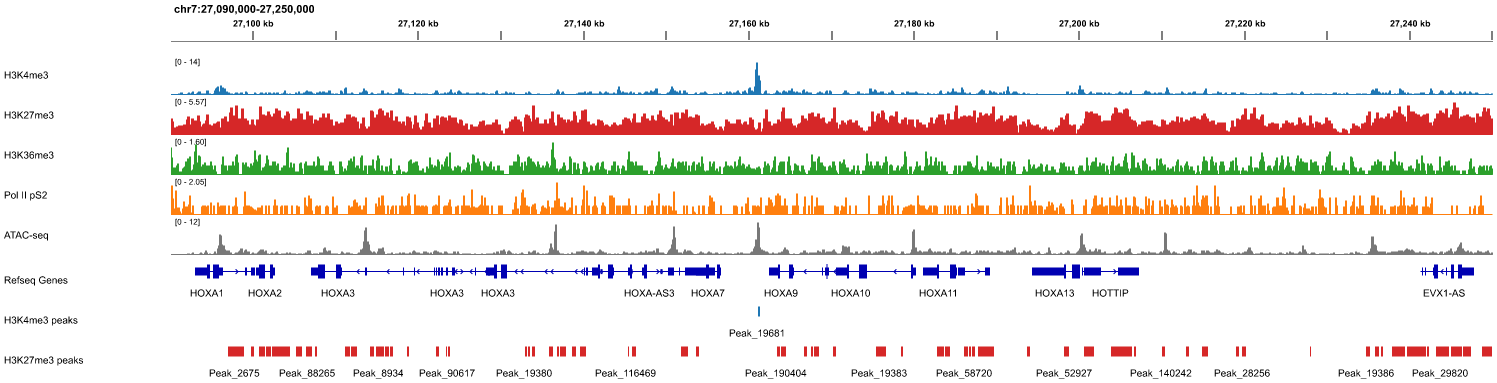 chr7:27,090,000-27,250,000
27,100 kb 27,120 kb 27,140 kb 27,160 kb 27,180 kb 27,200 kb 27,220 kb 27,240 kb
[0 - 14]
H3K4me3
[0 - 5.57]
H3K27me3
[0 - 1.60]
H3K36me3
[0 - 2.05]
Pol II pS2
[0 - 12]
ATAC-seq
Refseq Genes
HOXA1 HOXA2 HOXA3 HOXA3 HOXA3 HOXA-AS3 HOXA7 HOXA9 HOXA10 HOXA11 HOXA13 HOTTIP EVX1-AS
H3K4me3 peaks
Peak_19681
H3K27me3 peaks
Peak_2675 Peak_88265 Peak_8934 Peak_90617 Peak_19380 Peak_116469 Peak_190404 Peak_19383 Peak_58720 Peak_52927 Peak_140242 Peak_28256 Peak_19386 Peak_29820